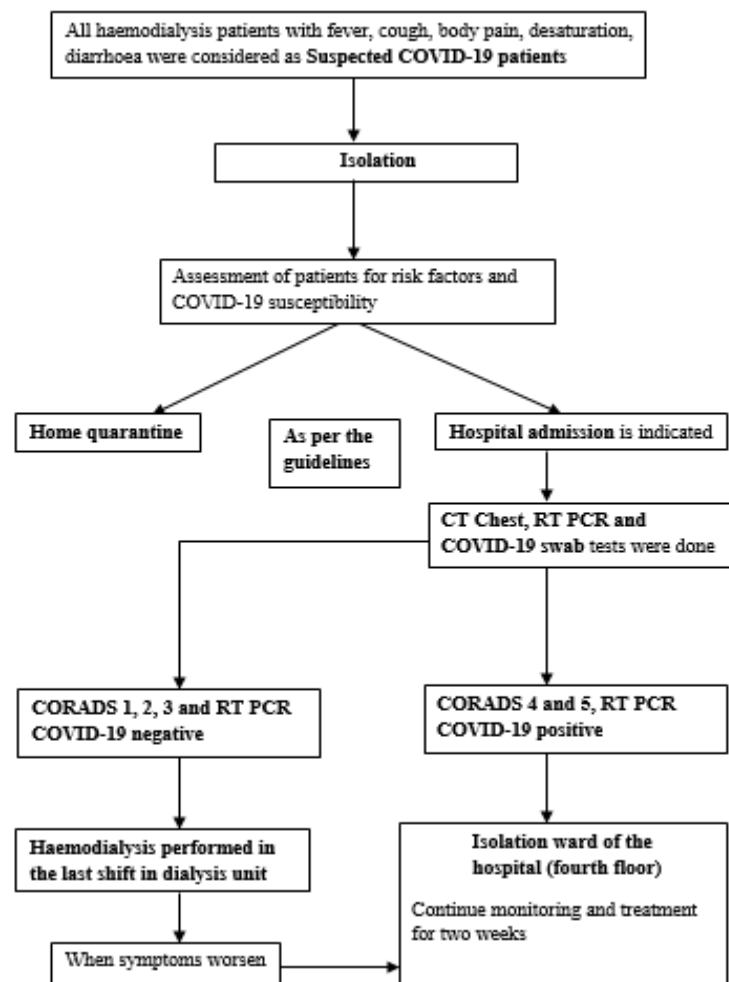 All haemodialysis patients with fever, cough, body pain, desaturation,
diarrhoea were considered as Suspected COVID-19 patients
Isolation
Assessment of patients for risk factors and
COVID-19 susceptibility
Home quarantine
As per the
guidelines
Hospital admission is indicated
CT Chest, RT PCR and
COVID-19 swab tests were done
CORADS 1, 2, 3 and RT PCR
COVID-19 negative
CORADS 4 and 5, RT PCR
COVID-19 positive
Haemodialysis performed in
the last shift in dialysis unit
Isolation ward of the
hospital (fourth floor)
Continue monitoring and treatment
for two weeks
When symptoms worsen